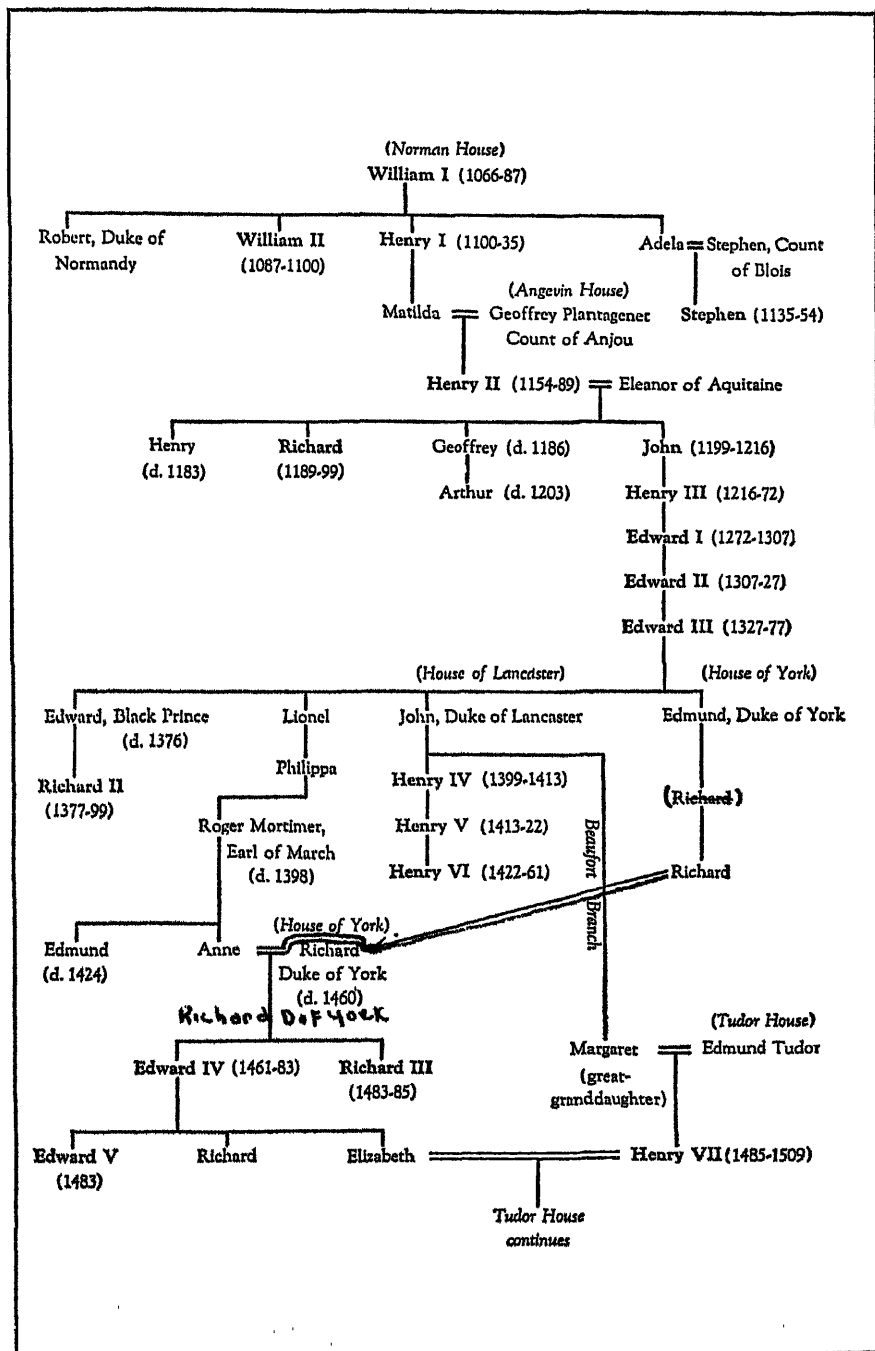 (Norman House)
William I (1066-87)
Robert, Duke of
Normandy
William II
(1087-1100)
Henry I (1100-35)
Adela = Stephen, Count
of Blois
(Angevin House)
Matilda = Geoffrey Plantagenet
Count of Anjou
Stephen (1135-54)
Henry II (1154-89) = Eleanor of Aquitaine
Henry
(d. 1183)
Richard
(1189-99)
Geoffrey (d. 1186)
John (1199-1216)
Arthur (d. 1203)
Henry III (1216-72)
Edward I (1272-1307)
Edward II (1307-27)
Edward III (1327-77)
(House of Lancaster)
(House of York)
Edward, Black Prince
(d. 1376)
Lionel
John, Duke of Lancaster
Edmund, Duke of York
Philippa
Richard II
(1377-99)
Henry IV (1399-1413)
(Richard)
Roger Mortimer,
Earl of March
(d. 1398)
Henry V (1413-22)
Henry VI (1422-61)
Beaufort Branch
Richard
(House of York)
Edmund
(d. 1424)
Anne = Richard
Duke of York
(d. 1460)
Richard D of York
(Tudor House)
Edward IV (1461-83)
Richard III
(1483-85)
Margaret = Edmund Tudor
(great-
granddaughter)
Edward V
(1483)
Richard
Elizabeth = Henry VII (1485-1509)
Tudor House
continues